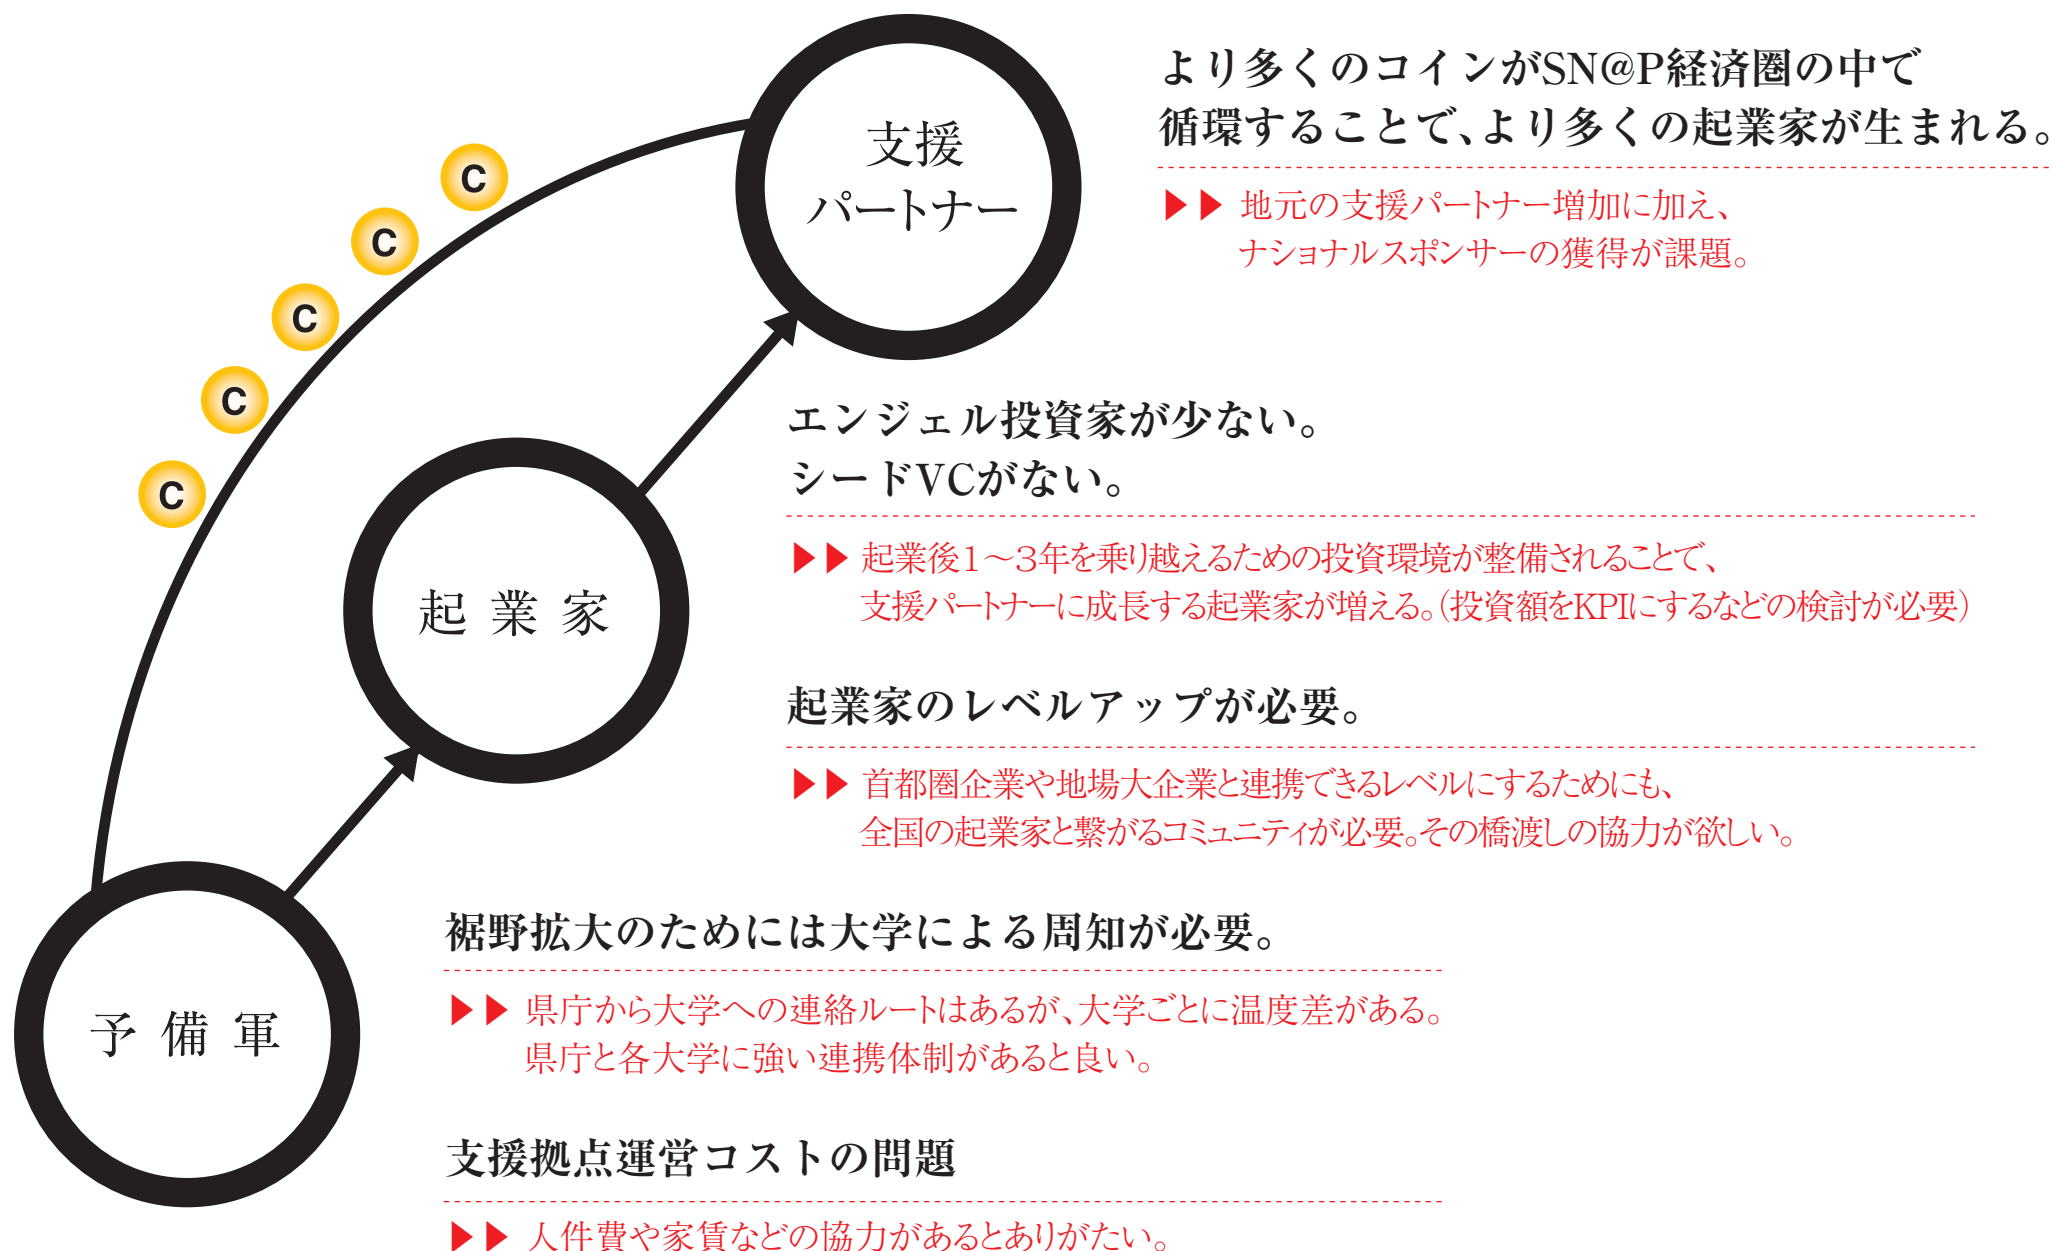 より多くのコインがSN@P経済圏の中で
循環することで、より多くの起業家が生まれる。
▶▶ 地元の支援パートナー増加に加え、
ナショナルスポンサーの獲得が課題。
支援
パートナー
C
C
C
C
C
エンジェル投資家が少ない。
シードVCがない。
▶▶ 起業後1〜3年を乗り越えるための投資環境が整備されることで、
支援パートナーに成長する起業家が増える。(投資額をKPIにするなどの検討が必要)
起業家
起業家のレベルアップが必要。
▶▶ 首都圏企業や地場大企業と連携できるレベルにするためにも、
全国の起業家と繋がるコミュニティが必要。その橋渡しの協力が欲しい。
裾野拡大のためには大学による周知が必要。
▶▶ 県庁から大学への連絡ルートはあるが、大学ごとに温度差がある。
県庁と各大学に強い連携体制があると良い。
予備軍
支援拠点運営コストの問題
▶▶ 人件費や家賃などの協力があるとありがたい。